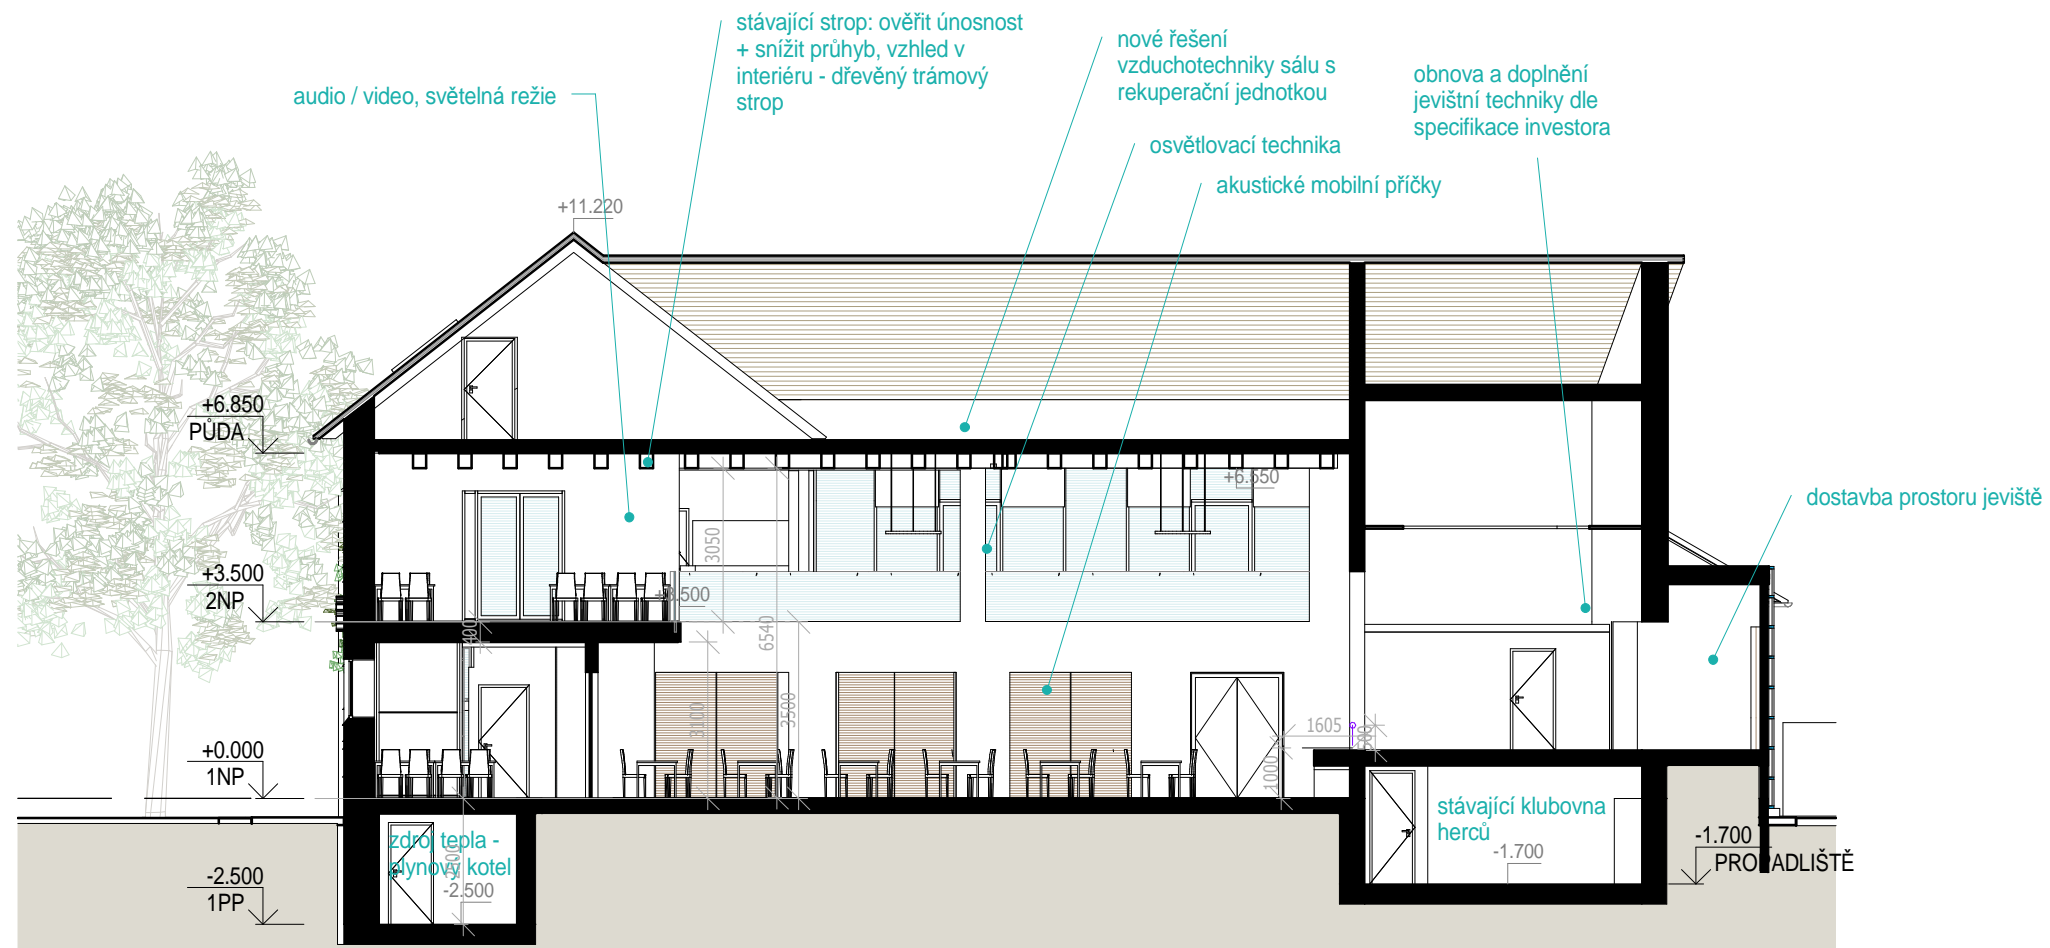 stávající strop: ověřit únosnost
+ snížit průhyb, vzhled v
interiéru - dřevěný trámový
strop
nové řešení
vzduchotechniky sálu s
rekuperační jednotkou
obnova a doplnění
jevištní techniky dle
specifikace investora
audio / video, světelná režie
osvětlovací technika
akustické mobilní příčky
+11.220
+6.850
PŮDA
+6.550
dostavba prostoru jeviště
3050
+3.500
2NP
+3.500
400
6540
3100
3500
1605
500
1000
+0.000
1NP
stávající klubovna
herců
-1.700
-1.700
PROPADLIŠTĚ
zdroj tepla -
plynový kotel
-2.500
-2.500
1PP